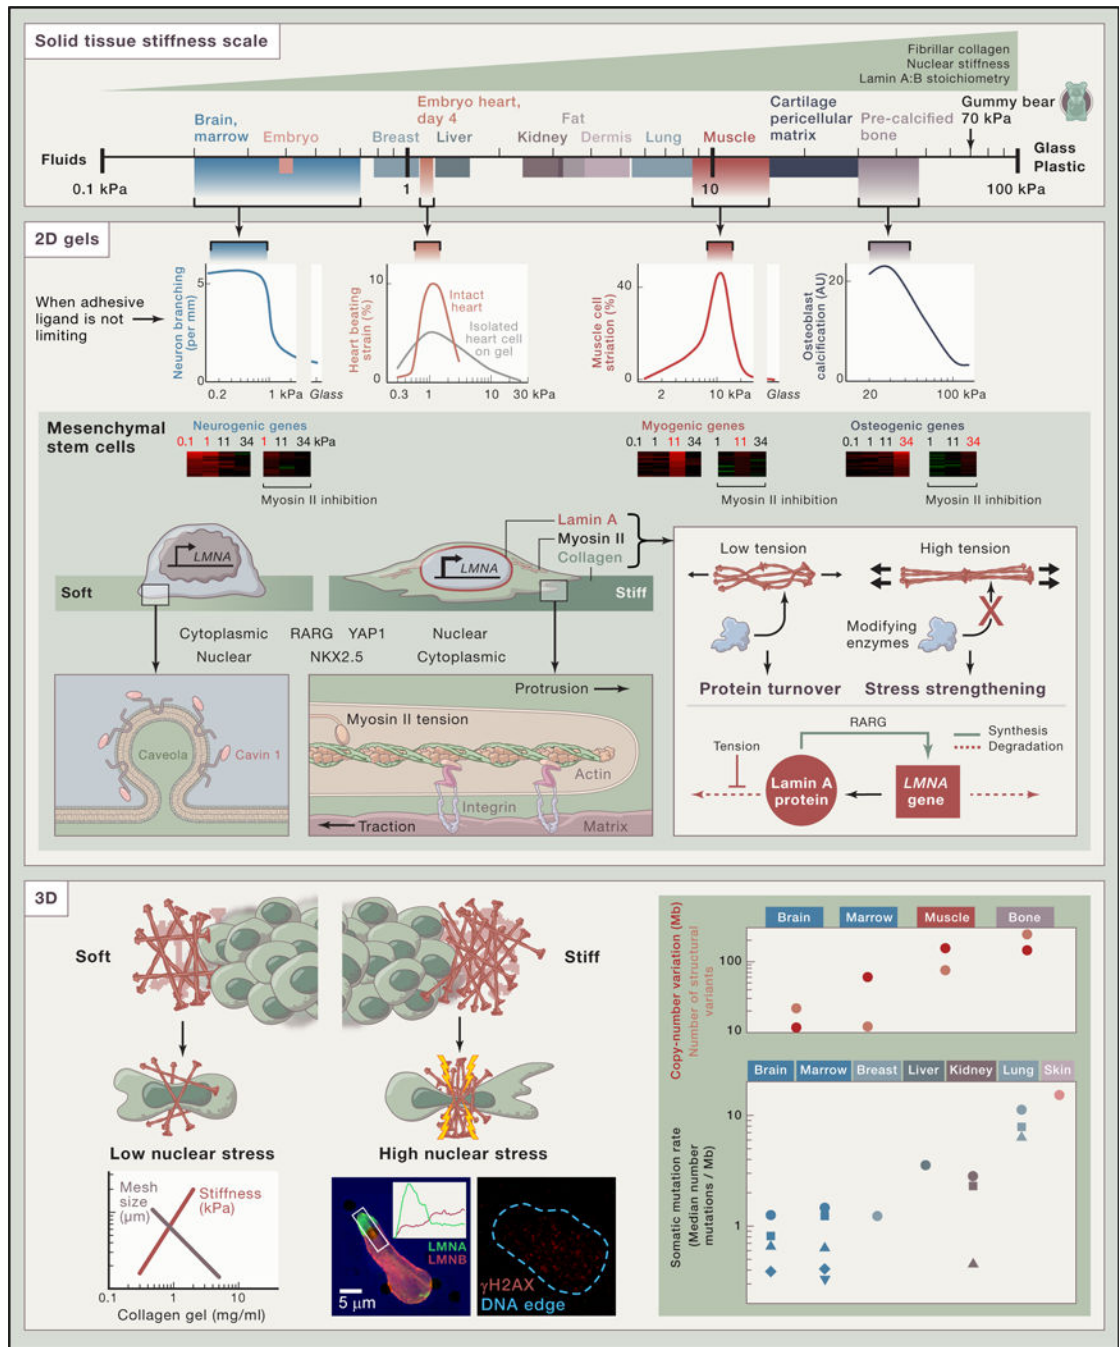 Solid tissue stiffness scale
Fibrillar collagen
Nuclear stiffness
Lamin A:B stoichiometry
Brain,
marrow
Embryo
Breast
Embryo heart,
day 4
Liver
Fat
Kidney
Dermis
Lung
Muscle
Cartilage
pericellular
matrix
Pre-calcified
bone
Gummy bear
70 kPa
Fluids
Glass
Plastic
0.1 kPa
1
10
100 kPa
2D gels
When adhesive
ligand is not
limiting
Neuron branching
(per mm)
5
0
0.2
1 kPa
Glass
Heart beating
strain (%)
10
0
Intact
heart
Isolated
heart cell
on gel
0.3
1
10
30 kPa
Muscle cell
striation (%)
40
0
2
10 kPa
Glass
Osteoblast
calcification (AU)
20
0
20
100 kPa
Mesenchymal
stem cells
Neurogenic genes
0.1 1 11 34
1 11 34 kPa
Myosin II inhibition
Myogenic genes
0.1 1 11 34
1 11 34
Myosin II inhibition
Osteogenic genes
0.1 1 11 34
1 11 34
Myosin II inhibition
LMNA
Soft
LMNA
Lamin A
Myosin II
Collagen
Stiff
Cytoplasmic RARG YAP1 Nuclear
Nuclear NKX2.5 Cytoplasmic
Caveola
Cavin 1
Protrusion
Myosin II tension
Actin
Integrin
Traction
Matrix
Low tension
High tension
X
Modifying
enzymes
Protein turnover
Stress strengthening
RARG
Synthesis
Degradation
Tension
Lamin A
protein
LMNA
gene
3D
Soft
Stiff
Low nuclear stress
High nuclear stress
Mesh
size
(μm)
Stiffness
(kPa)
0.1
1
10
Collagen gel (mg/ml)
LMNA
LMNB
5 μm
γH2AX
DNA edge
Copy-number variation (Mb)
Number of structural
variants
Brain
Marrow
Muscle
Bone
100
10
Somatic mutation rate
(Median number
mutations / Mb)
Brain
Marrow
Breast
Liver
Kidney
Lung
Skin
10
1